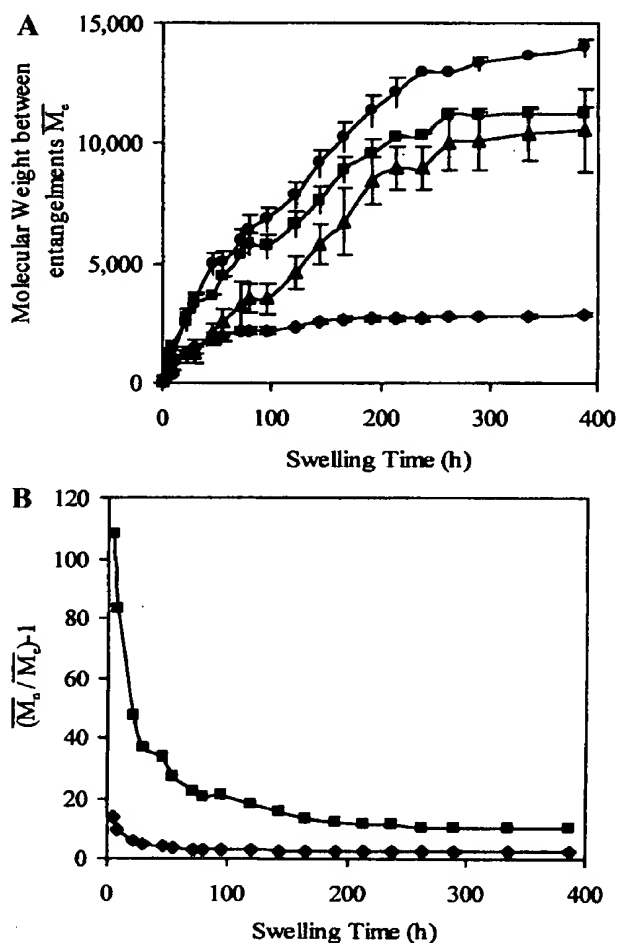 A
15,000
10,000
5,000
0
Molecular Weight between
entangelments M̅e
0 100 200 300 400
Swelling Time (h)
B
120
100
80
60
40
20
0
(M̅n / M̅e)-1
0 100 200 300 400
Swelling Time (h)